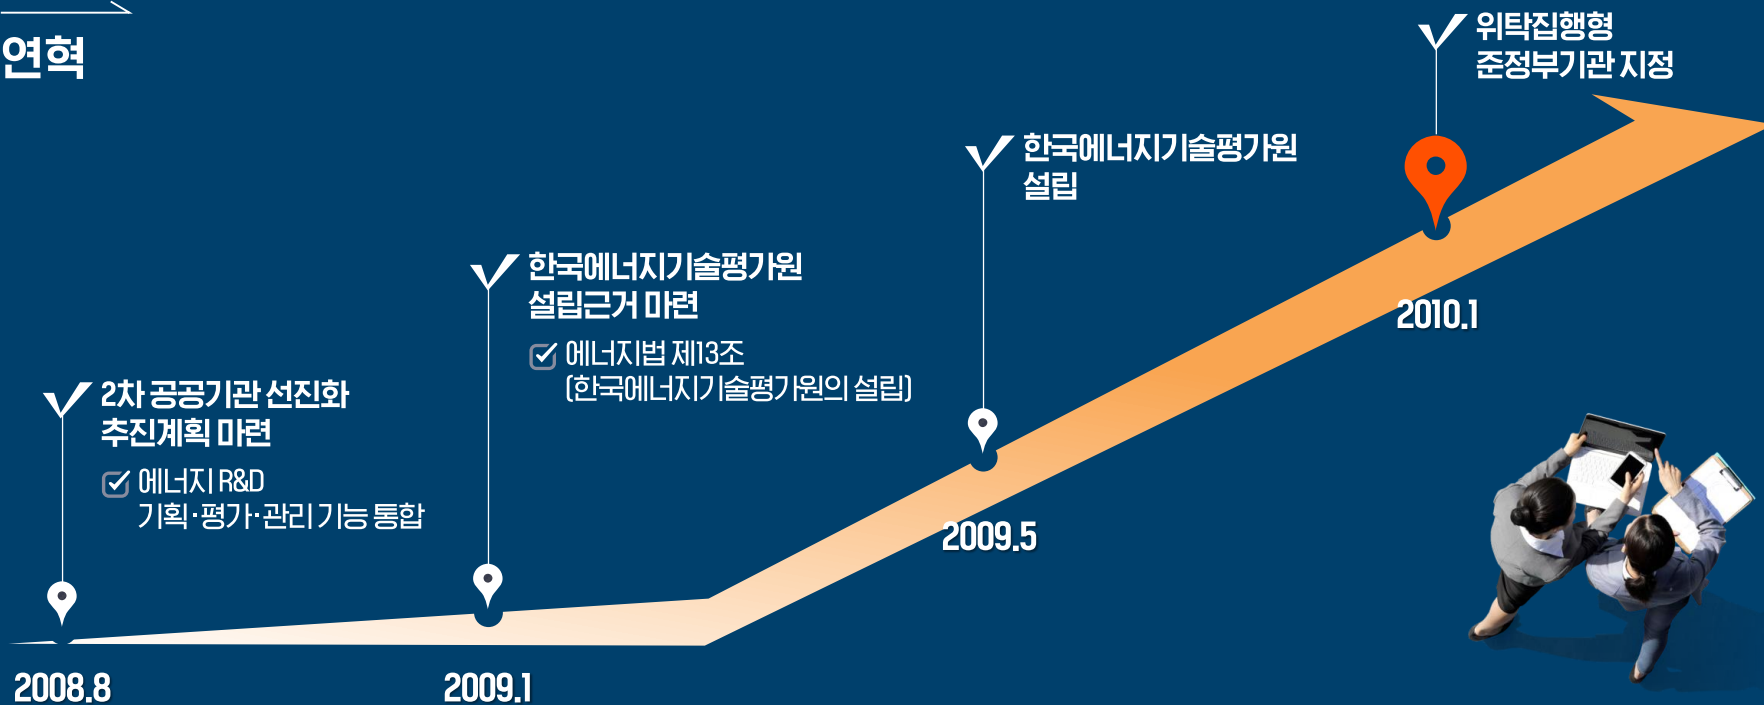 연혁
2차 공공기관 선진화
추진계획 마련
에너지 R&D
기획·평가·관리 기능 통합
2008.8
한국에너지기술평가원
설립근거 마련
에너지법 제13조
(한국에너지기술평가원의 설립)
2009.1
한국에너지기술평가원
설립
2009.5
위탁집행형
준정부기관 지정
2010.1